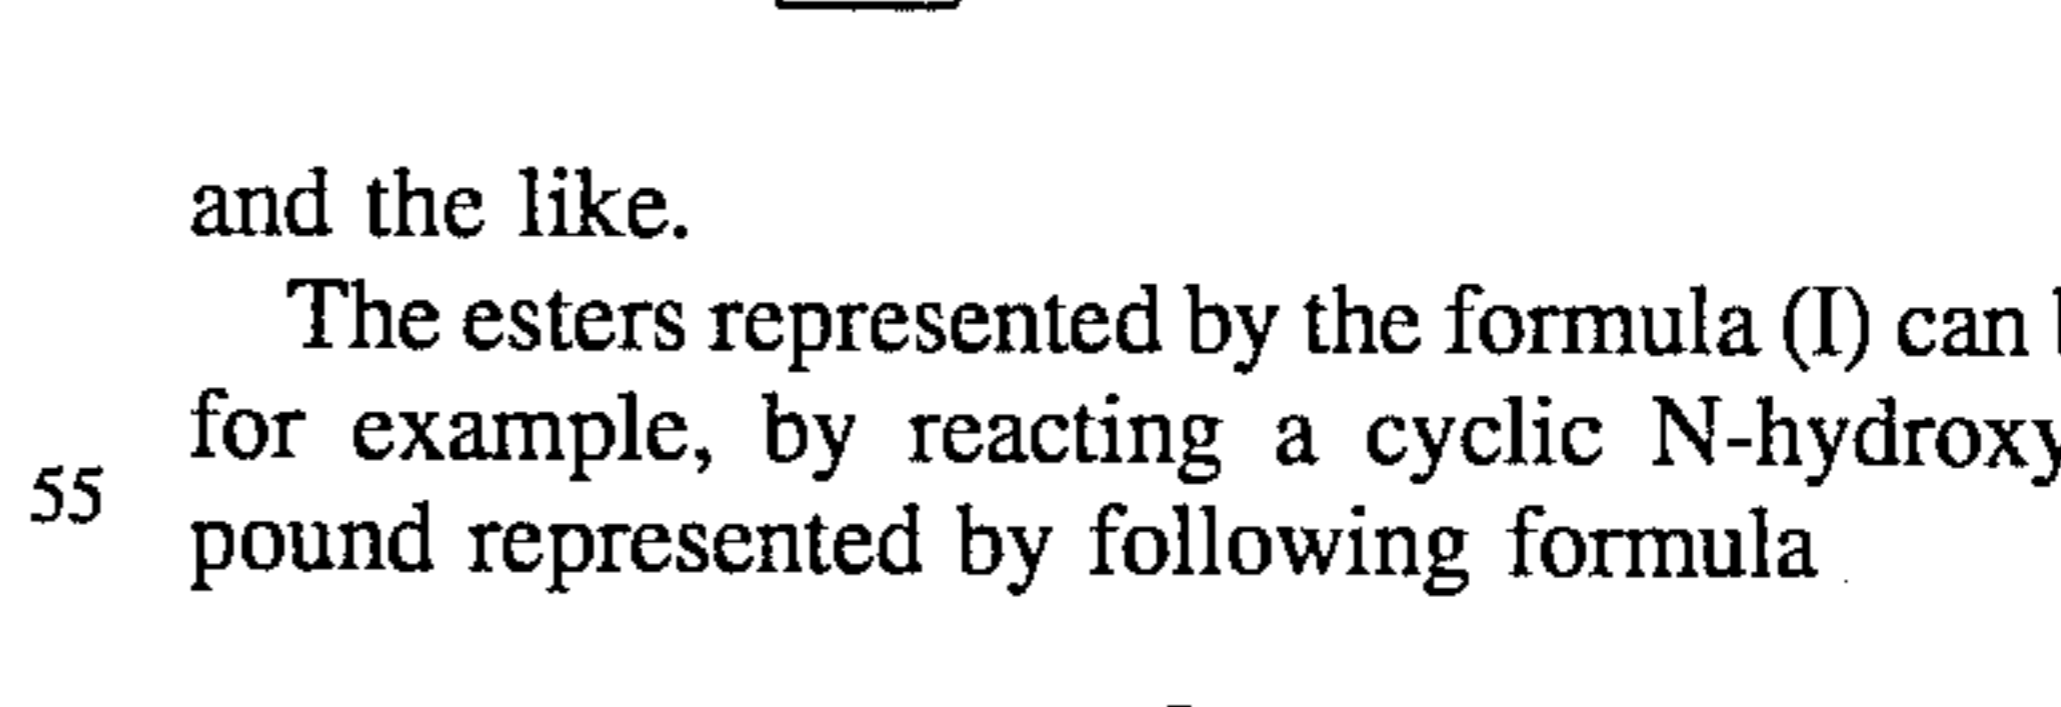 and the like.
The esters represented by the formula (I) can
for example, by reacting a cyclic N-hydroxy
55
pound represented by following formula